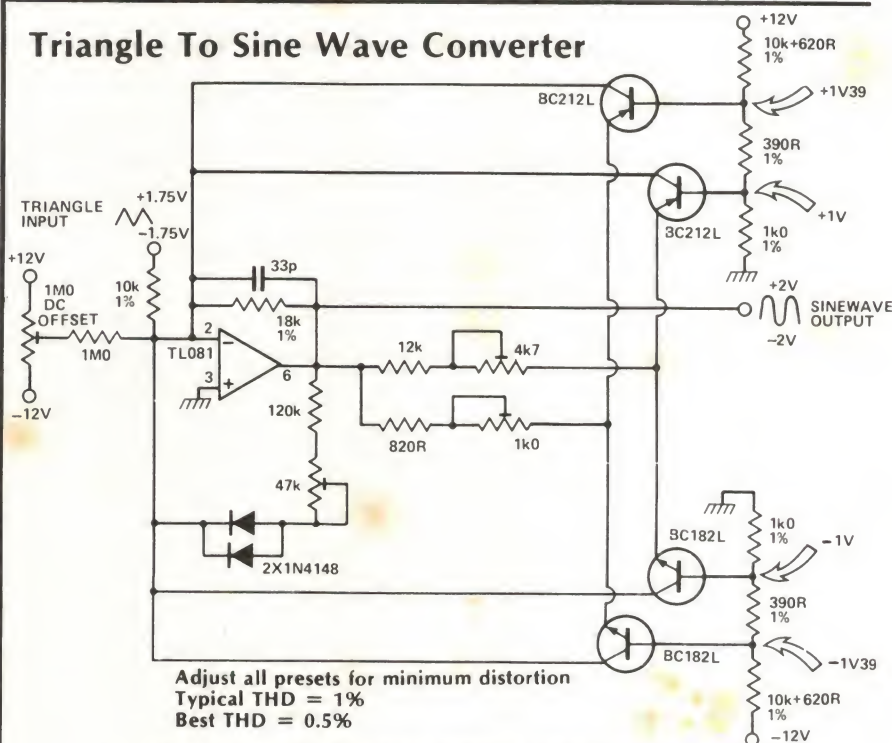 Triangle To Sine Wave Converter
+12V
10k+620R
1%
+1V39
BC212L
390R
1%
+1V
BC212L
1k0
1%
TRIANGLE
INPUT
+1.75V
-1.75V
+12V
1M0
DC
OFFSET
10k
1%
1M0
-12V
33p
18k
1%
2
TL081
3
6
-
+
12k
4k7
820R
1k0
120k
47k
2X1N4148
+2V
SINEWAVE
OUTPUT
-2V
BC182L
1k0
1%
-1V
390R
1%
BC182L
-1V39
10k+620R
1%
-12V
Adjust all presets for minimum distortion
Typical THD = 1%
Best THD = 0.5%